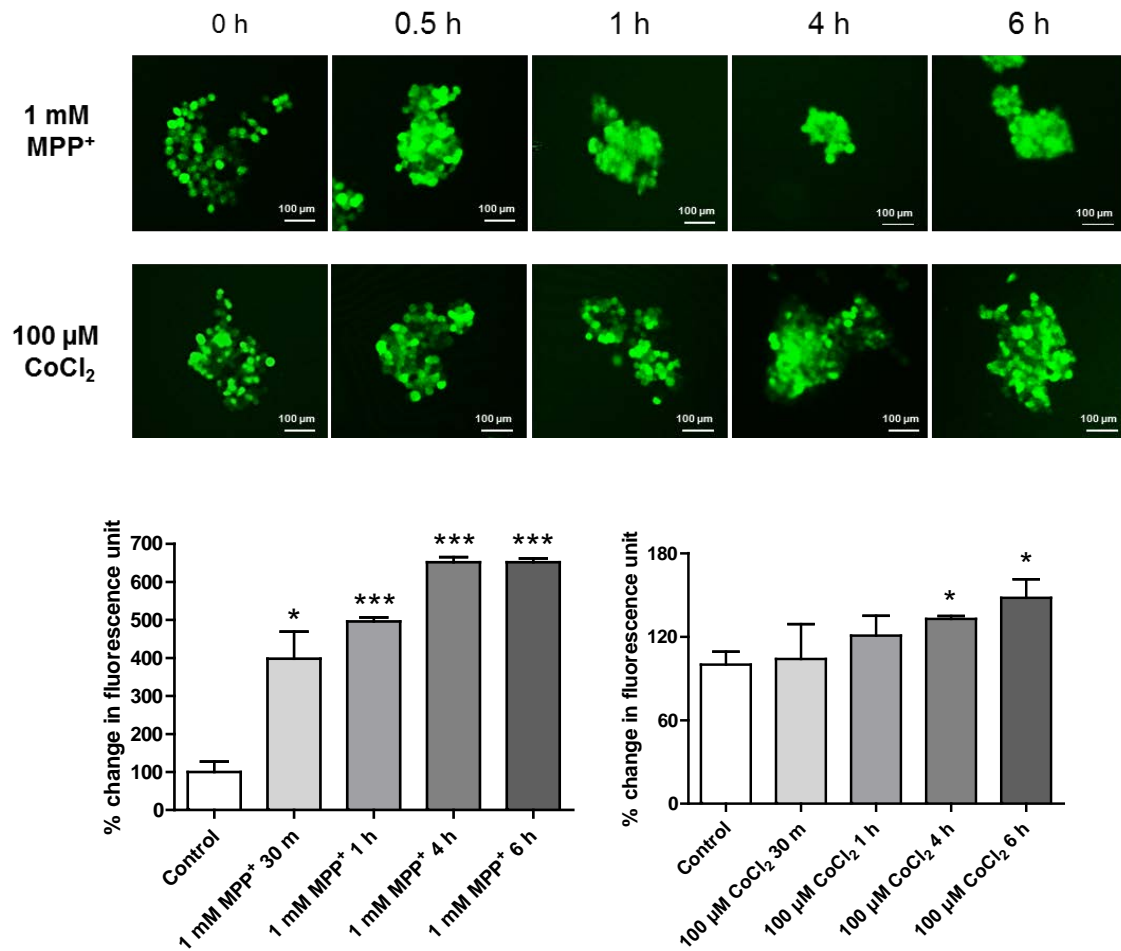 0 h 0.5 h 1 h 4 h 6 h
1 mM
MPP⁺
100 µm 100 µm 100 µm 100 µm 100 µm
100 µM
CoCl₂
100 µm 100 µm 100 µm 100 µm 100 µm
% change in fluorescence unit
700
600
500
400
300
200
100
0
* *** *** ***
Control
1 mM MPP⁺ 30 m
1 mM MPP⁺ 1 h
1 mM MPP⁺ 4 h
1 mM MPP⁺ 6 h
% change in fluorescence unit
180
120
60
0
* *
Control
100 µM CoCl₂ 30 m
100 µM CoCl₂ 1 h
100 µM CoCl₂ 4 h
100 µM CoCl₂ 6 h